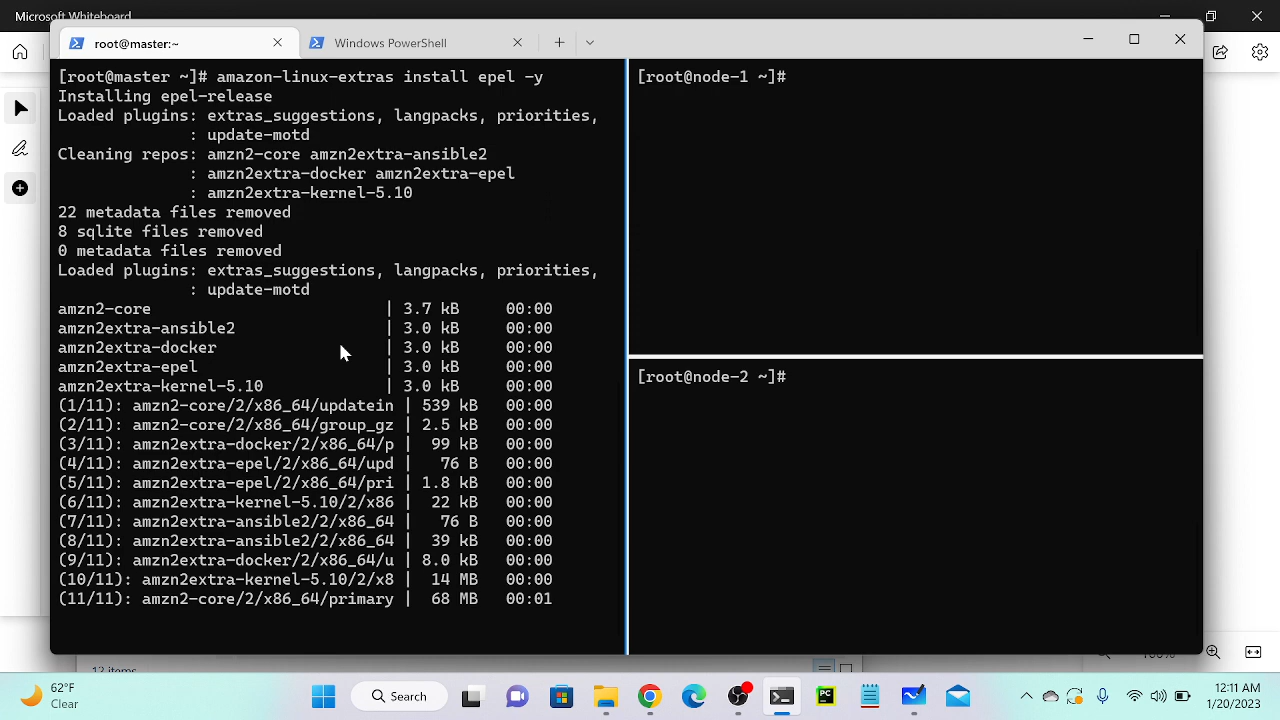 Microsoft Whiteboard
root@master:~
Windows PowerShell
[root@master ~]# amazon-linux-extras install epel -y
Installing epel-release
Loaded plugins: extras_suggestions, langpacks, priorities,
: update-motd
Cleaning repos: amzn2-core amzn2extra-ansible2
: amzn2extra-docker amzn2extra-epel
: amzn2extra-kernel-5.10
22 metadata files removed
8 sqlite files removed
0 metadata files removed
Loaded plugins: extras_suggestions, langpacks, priorities,
: update-motd
amzn2-core | 3.7 kB 00:00
amzn2extra-ansible2 | 3.0 kB 00:00
amzn2extra-docker | 3.0 kB 00:00
amzn2extra-epel | 3.0 kB 00:00
amzn2extra-kernel-5.10 | 3.0 kB 00:00
(1/11): amzn2-core/2/x86_64/updatein | 539 kB 00:00
(2/11): amzn2-core/2/x86_64/group_gz | 2.5 kB 00:00
(3/11): amzn2extra-docker/2/x86_64/p | 99 kB 00:00
(4/11): amzn2extra-epel/2/x86_64/upd | 76 B 00:00
(5/11): amzn2extra-epel/2/x86_64/pri | 1.8 kB 00:00
(6/11): amzn2extra-kernel-5.10/2/x86 | 22 kB 00:00
(7/11): amzn2extra-ansible2/2/x86_64 | 76 B 00:00
(8/11): amzn2extra-ansible2/2/x86_64 | 39 kB 00:00
(9/11): amzn2extra-docker/2/x86_64/u | 8.0 kB 00:00
(10/11): amzn2extra-kernel-5.10/2/x8 | 14 MB 00:00
(11/11): amzn2-core/2/x86_64/primary | 68 MB 00:01
[root@node-1 ~]#
[root@node-2 ~]#
12 items
62°F
Clear
Search
PC
12:11 AM
1/20/2023